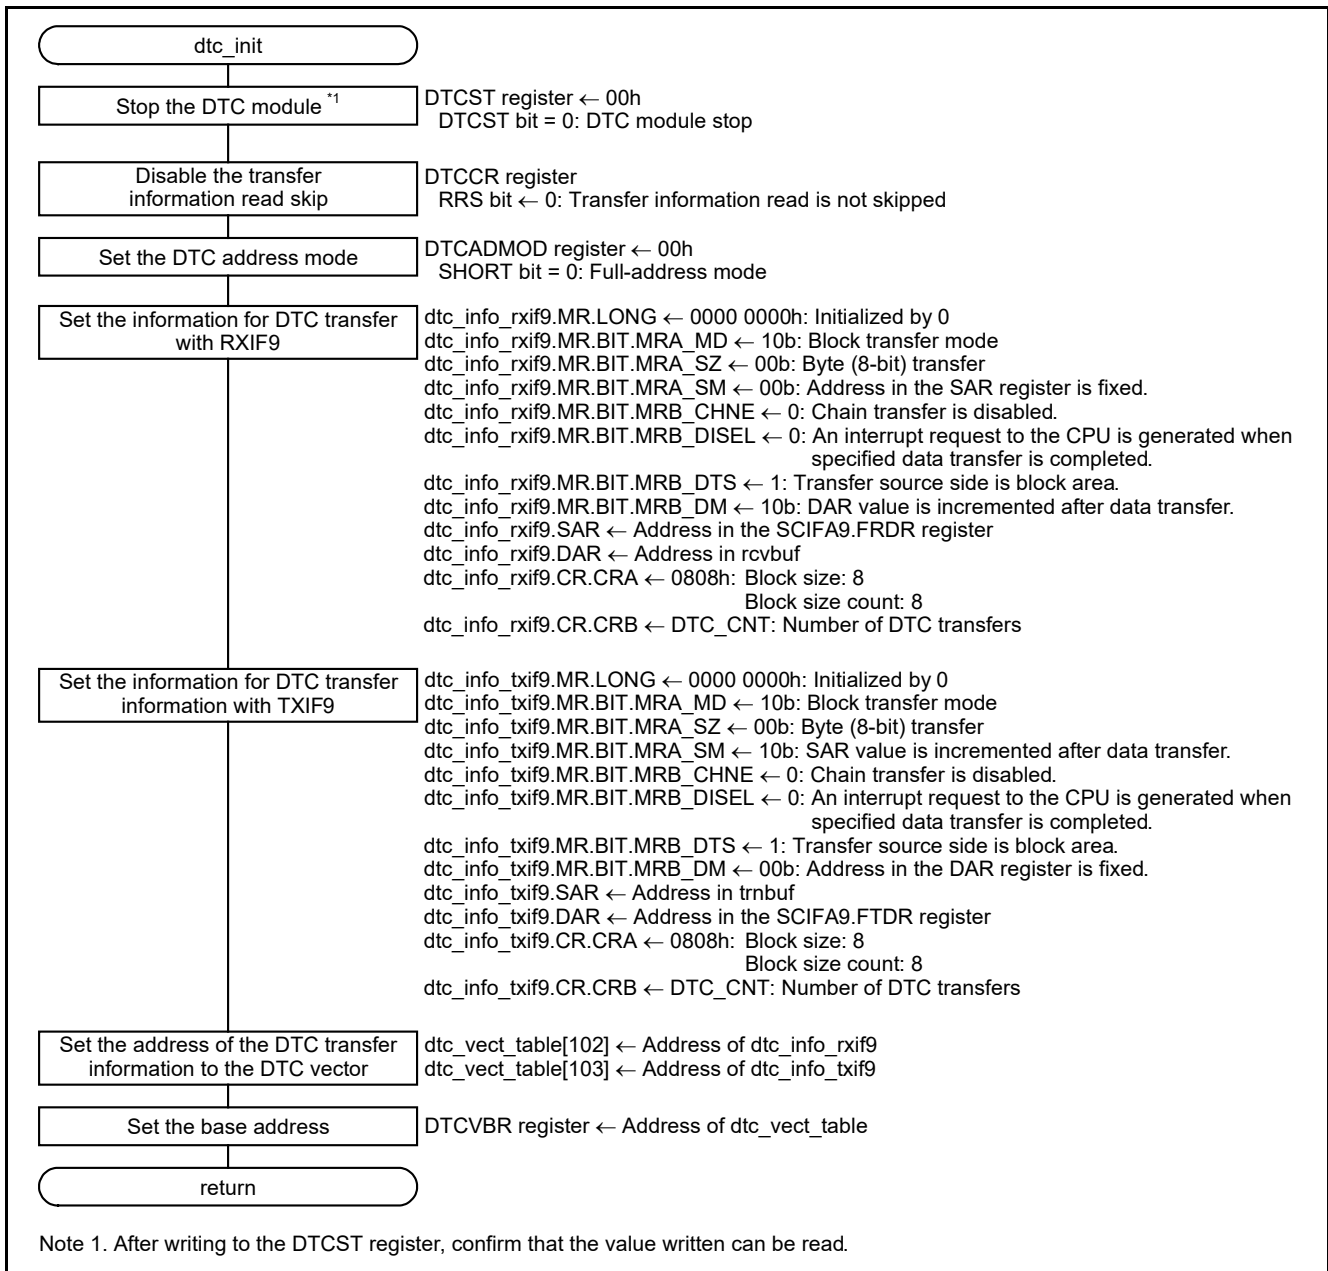 dtc_init
Stop the DTC module *1
DTCST register ← 00h
DTCST bit = 0: DTC module stop
Disable the transfer
information read skip
DTCCR register
RRS bit ← 0: Transfer information read is not skipped
Set the DTC address mode
DTCADMOD register ← 00h
SHORT bit = 0: Full-address mode
Set the information for DTC transfer
with RXIF9
dtc_info_rxif9.MR.LONG ← 0000 0000h: Initialized by 0
dtc_info_rxif9.MR.BIT.MRA_MD ← 10b: Block transfer mode
dtc_info_rxif9.MR.BIT.MRA_SZ ← 00b: Byte (8-bit) transfer
dtc_info_rxif9.MR.BIT.MRA_SM ← 00b: Address in the SAR register is fixed.
dtc_info_rxif9.MR.BIT.MRB_CHNE ← 0: Chain transfer is disabled.
dtc_info_rxif9.MR.BIT.MRB_DISEL ← 0: An interrupt request to the CPU is generated when
specified data transfer is completed.
dtc_info_rxif9.MR.BIT.MRB_DTS ← 1: Transfer source side is block area.
dtc_info_rxif9.MR.BIT.MRB_DM ← 10b: DAR value is incremented after data transfer.
dtc_info_rxif9.SAR ← Address in the SCIFA9.FRDR register
dtc_info_rxif9.DAR ← Address in rcvbuf
dtc_info_rxif9.CR.CRA ← 0808h: Block size: 8
Block size count: 8
dtc_info_rxif9.CR.CRB ← DTC_CNT: Number of DTC transfers
Set the information for DTC transfer
information with TXIF9
dtc_info_txif9.MR.LONG ← 0000 0000h: Initialized by 0
dtc_info_txif9.MR.BIT.MRA_MD ← 10b: Block transfer mode
dtc_info_txif9.MR.BIT.MRA_SZ ← 00b: Byte (8-bit) transfer
dtc_info_txif9.MR.BIT.MRA_SM ← 10b: SAR value is incremented after data transfer.
dtc_info_txif9.MR.BIT.MRB_CHNE ← 0: Chain transfer is disabled.
dtc_info_txif9.MR.BIT.MRB_DISEL ← 0: An interrupt request to the CPU is generated when
specified data transfer is completed.
dtc_info_txif9.MR.BIT.MRB_DTS ← 1: Transfer source side is block area.
dtc_info_txif9.MR.BIT.MRB_DM ← 00b: Address in the DAR register is fixed.
dtc_info_txif9.SAR ← Address in trnbuf
dtc_info_txif9.DAR ← Address in the SCIFA9.FTDR register
dtc_info_txif9.CR.CRA ← 0808h: Block size: 8
Block size count: 8
dtc_info_txif9.CR.CRB ← DTC_CNT: Number of DTC transfers
Set the address of the DTC transfer
information to the DTC vector
dtc_vect_table[102] ← Address of dtc_info_rxif9
dtc_vect_table[103] ← Address of dtc_info_txif9
Set the base address
DTCVBR register ← Address of dtc_vect_table
return
Note 1. After writing to the DTCST register, confirm that the value written can be read.